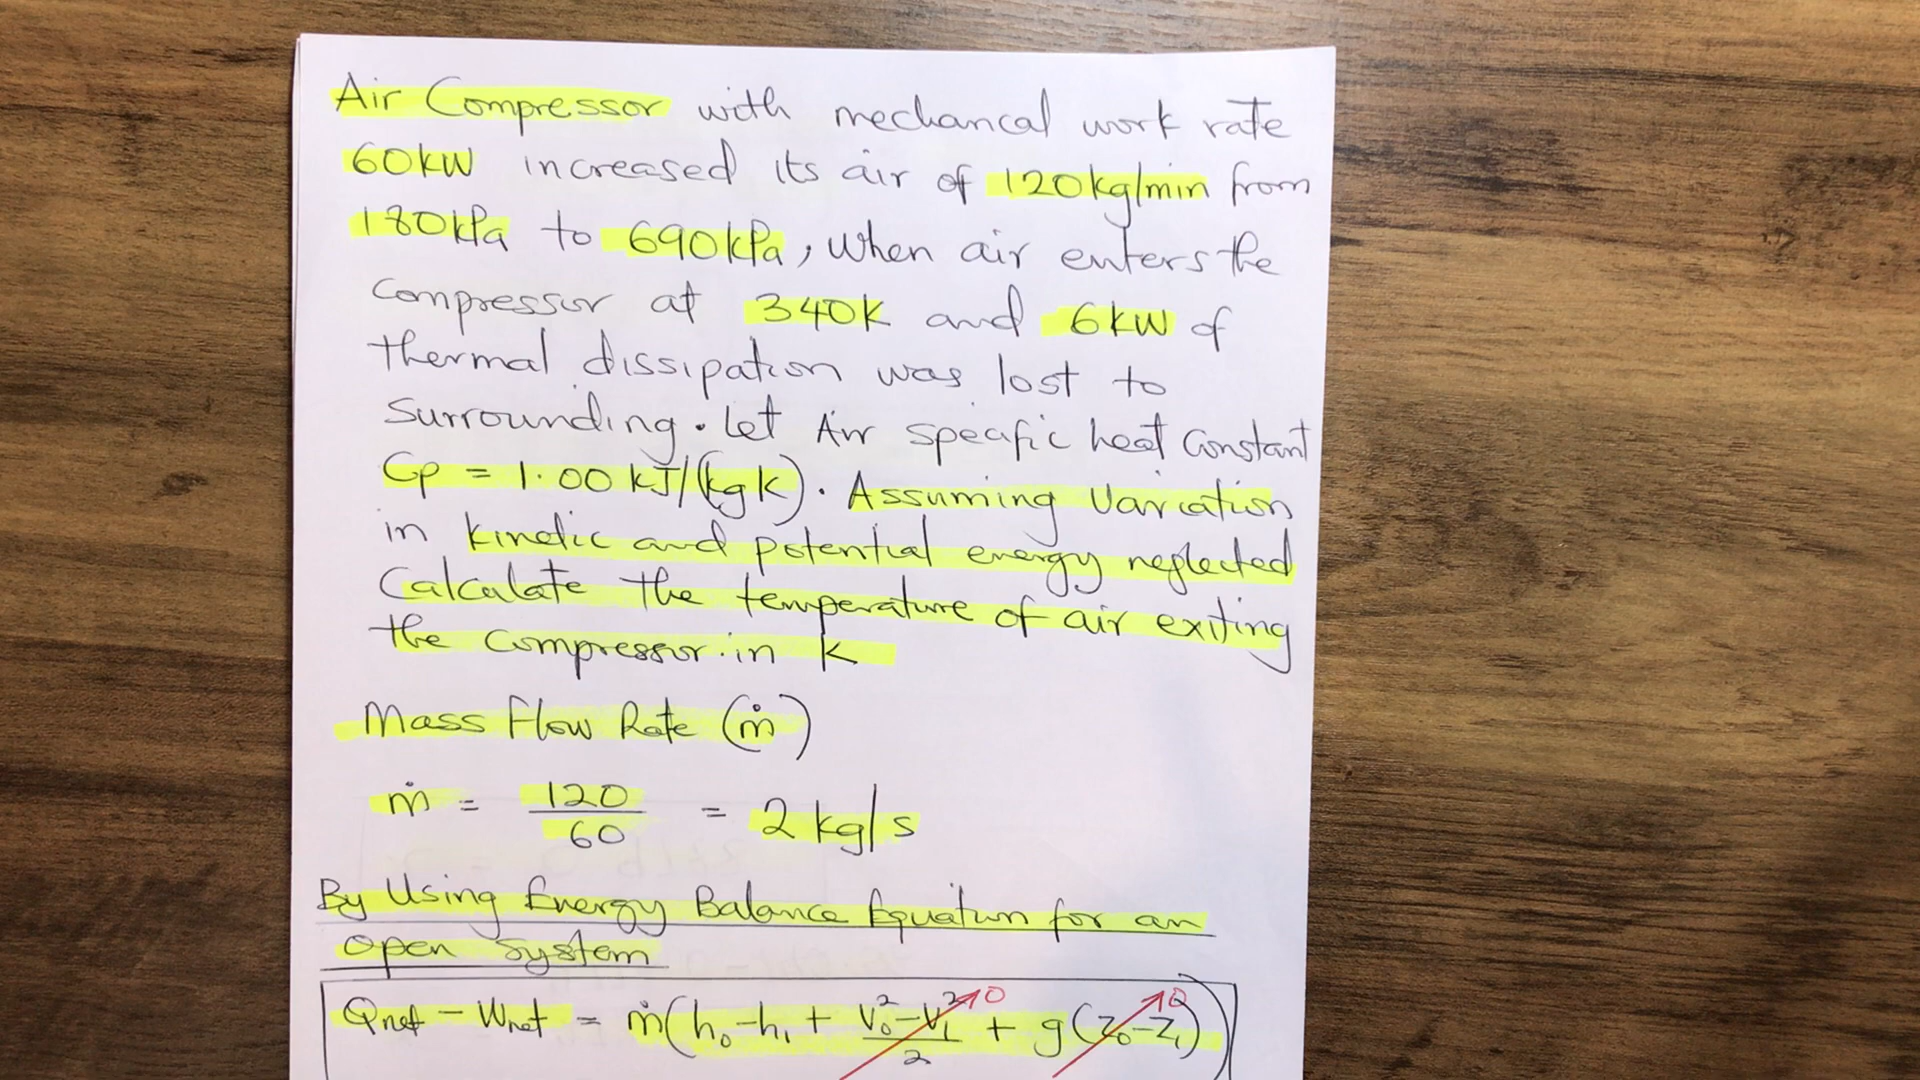 Air Compressor with mechancal work rate
60kW increased its air of 120kg/min from
180kPa to 690kPa, when air enters the
Compressor at 340K and 6kW of
thermal dissipation was lost to
Surrounding. Let Air specific heat Constant
Cp = 1.00 kJ/(kgK). Assuming Variation
in kinetic and potential energy neglected
Calculate the temperature of air exiting
the compressor in K
Mass Flow Rate (ṁ)
ṁ = 120/60 = 2 kg/s
By Using Energy Balance Equation for an
Open System
Qnet - Wnet = ṁ(h₀-h₁ + (V₀²-V₁²)/2 + g(Z₀-Z₁))
0 0